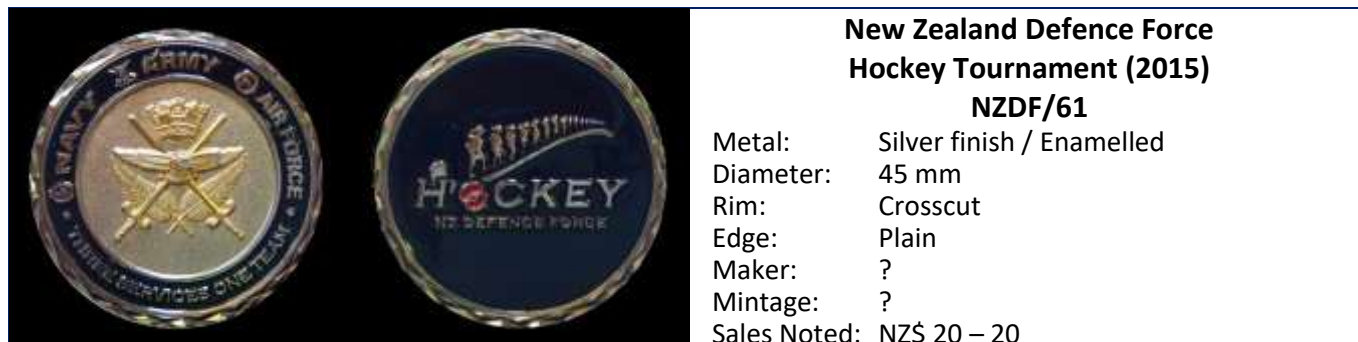 NAVY ARMY AIR FORCE
THREE SERVICES ONE TEAM
HOCKEY
NZ DEFENCE FORCE
New Zealand Defence Force
Hockey Tournament (2015)
NZDF/61
Metal: Silver finish / Enamelled
Diameter: 45 mm
Rim: Crosscut
Edge: Plain
Maker: ?
Mintage: ?
Sales Noted: NZ$ 20 – 20